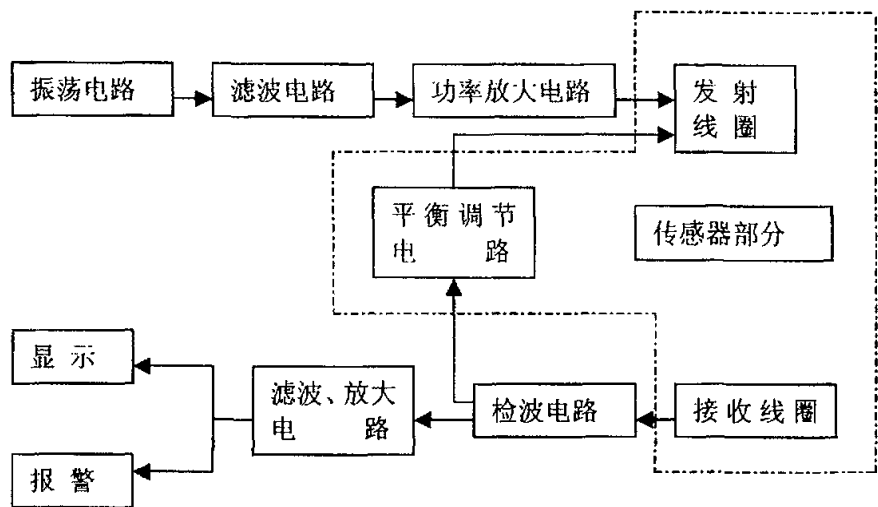 振荡电路
滤波电路
功率放大电路
发 射
线 圈
平 衡 调 节
电 路
传感器部分
显 示
滤波、放大
电 路
检波电路
接 收 线 圈
报 警